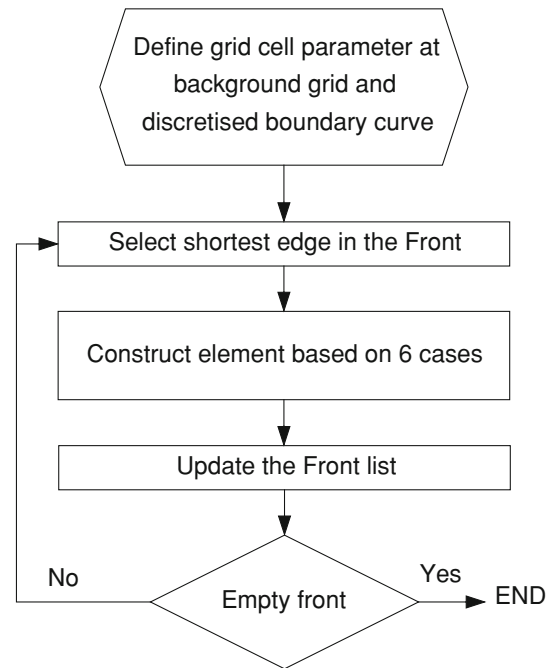 Define grid cell parameter at
background grid and
discretised boundary curve
Select shortest edge in the Front
Construct element based on 6 cases
Update the Front list
No
Yes
Empty front
END